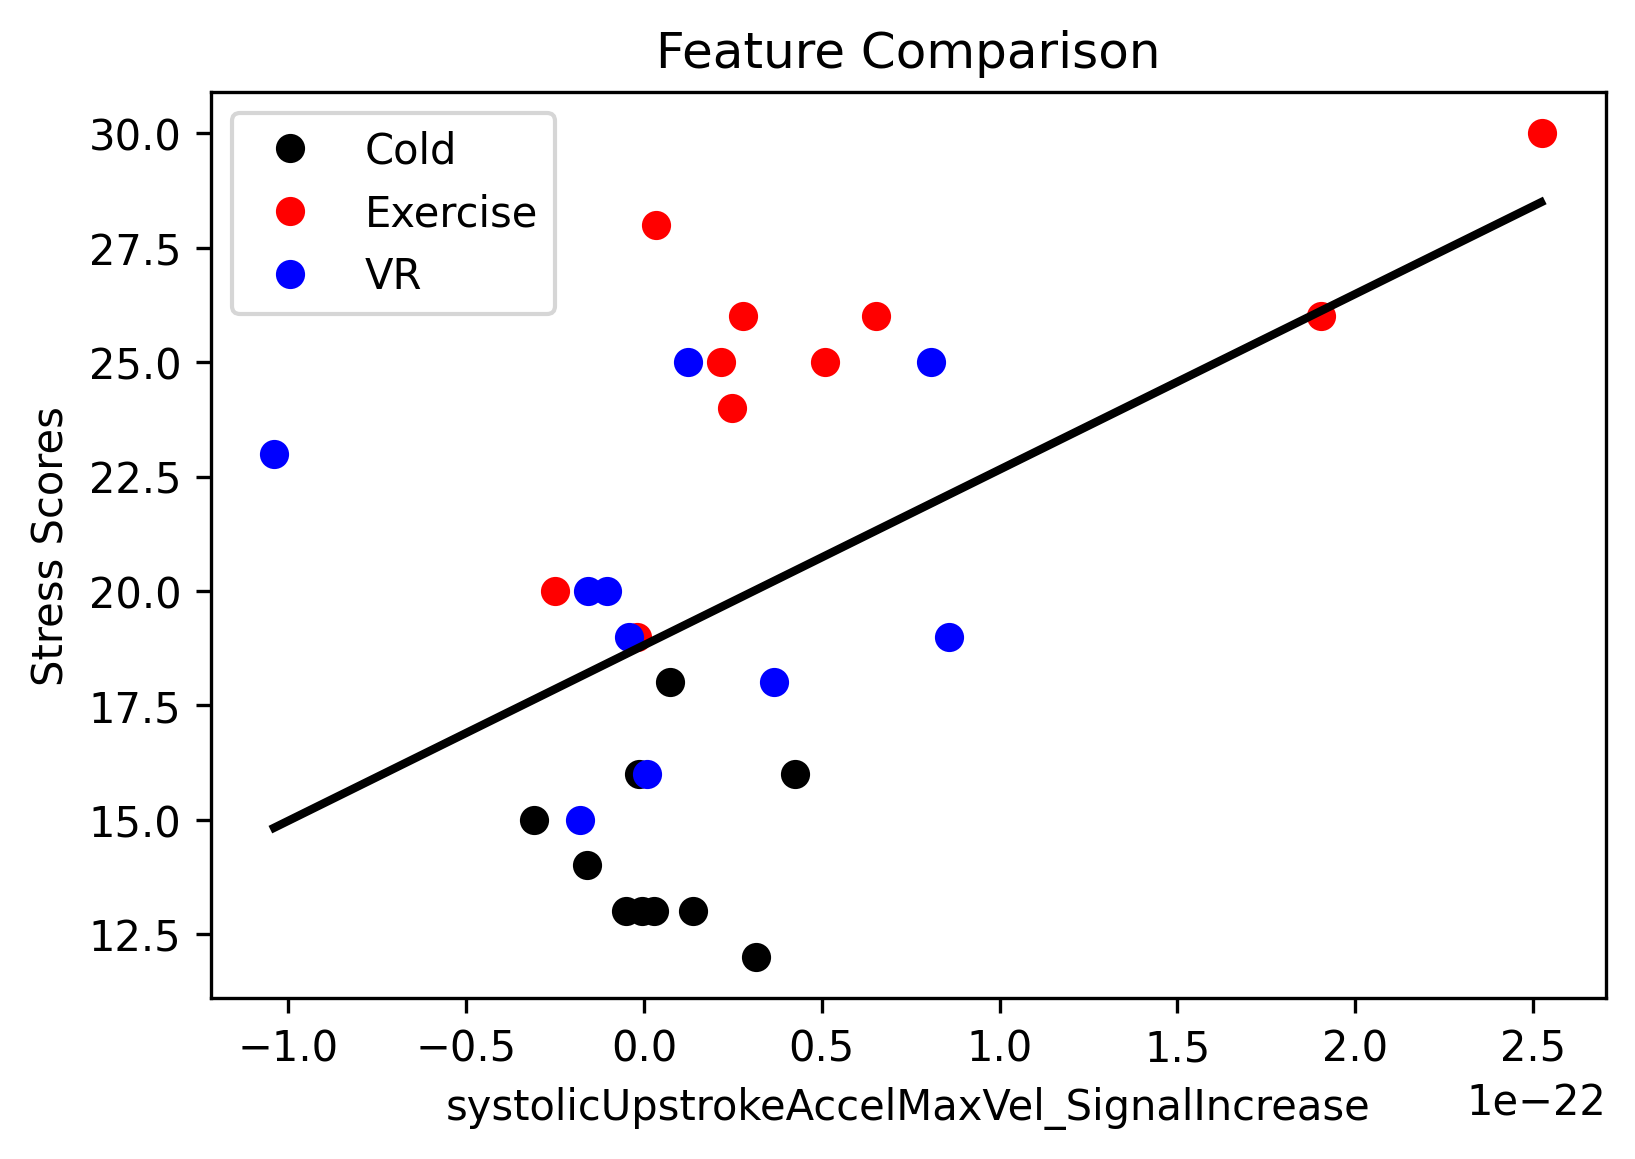 Feature Comparison
Cold
Exercise
VR
30.0
27.5
25.0
22.5
20.0
17.5
15.0
12.5
Stress Scores
−1.0 −0.5 0.0 0.5 1.0 1.5 2.0 2.5
1e−22
systolicUpstrokeAccelMaxVel_SignalIncrease